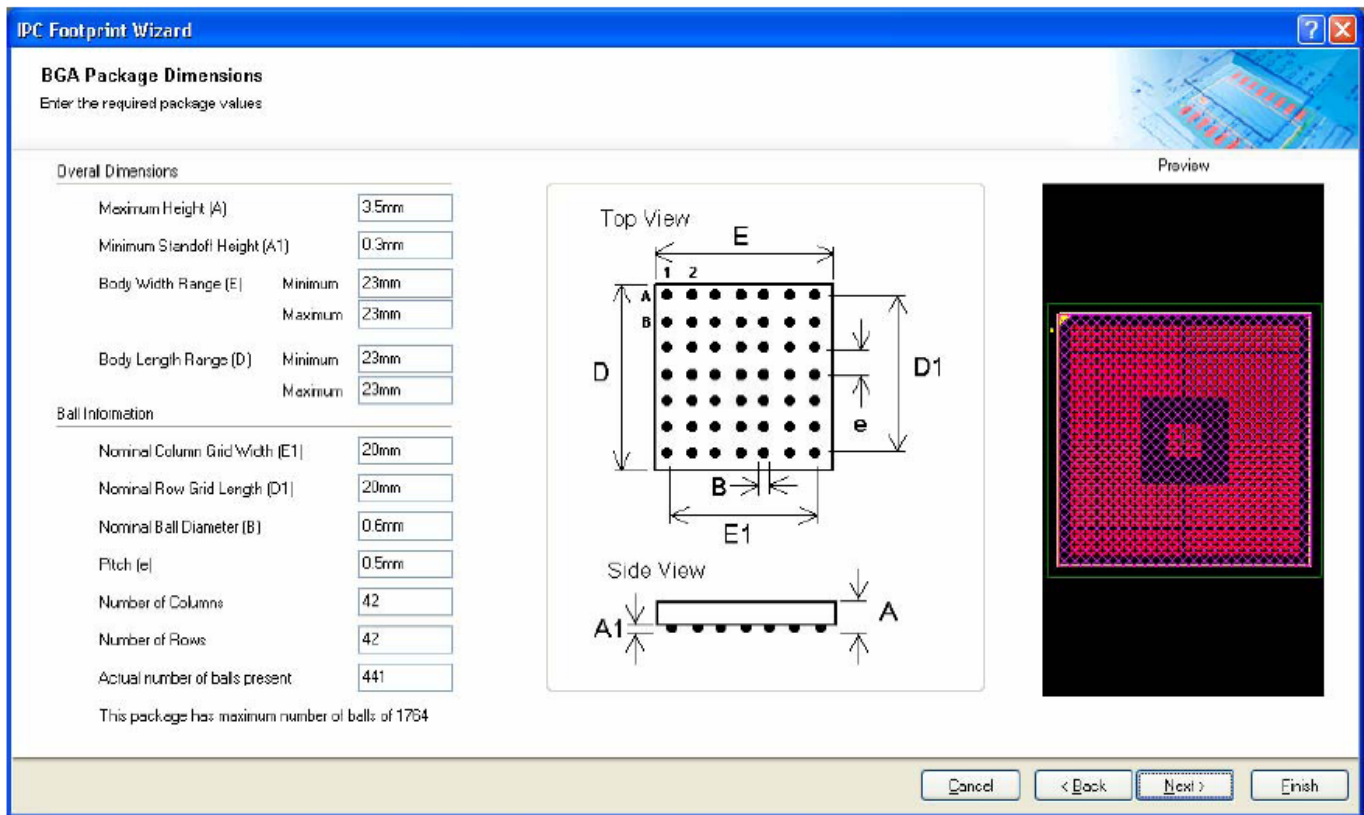 IPC Footprint Wizard
BGA Package Dimensions
Enter the required package values
Overal Dimensions
Maximum Height (A) 3.5mm
Minimum Standoff Height (A1) 0.3mm
Body Width Range (E) Minimum 23mm
Maximum 23mm
Body Length Range (D) Minimum 23mm
Maximum 23mm
Ball Information
Nominal Column Grid Width (E1) 20mm
Nominal Row Grid Length (D1) 20mm
Nominal Ball Diameter (B) 0.6mm
Pitch (e) 0.5mm
Number of Columns 42
Number of Rows 42
Actual number of balls present 441
This package has maximum number of balls of 1764
Top View
E
1 2
A
B
D
D1
e
B
E1
Side View
A1
A
Preview
Cancel
< Back
Next >
Finish